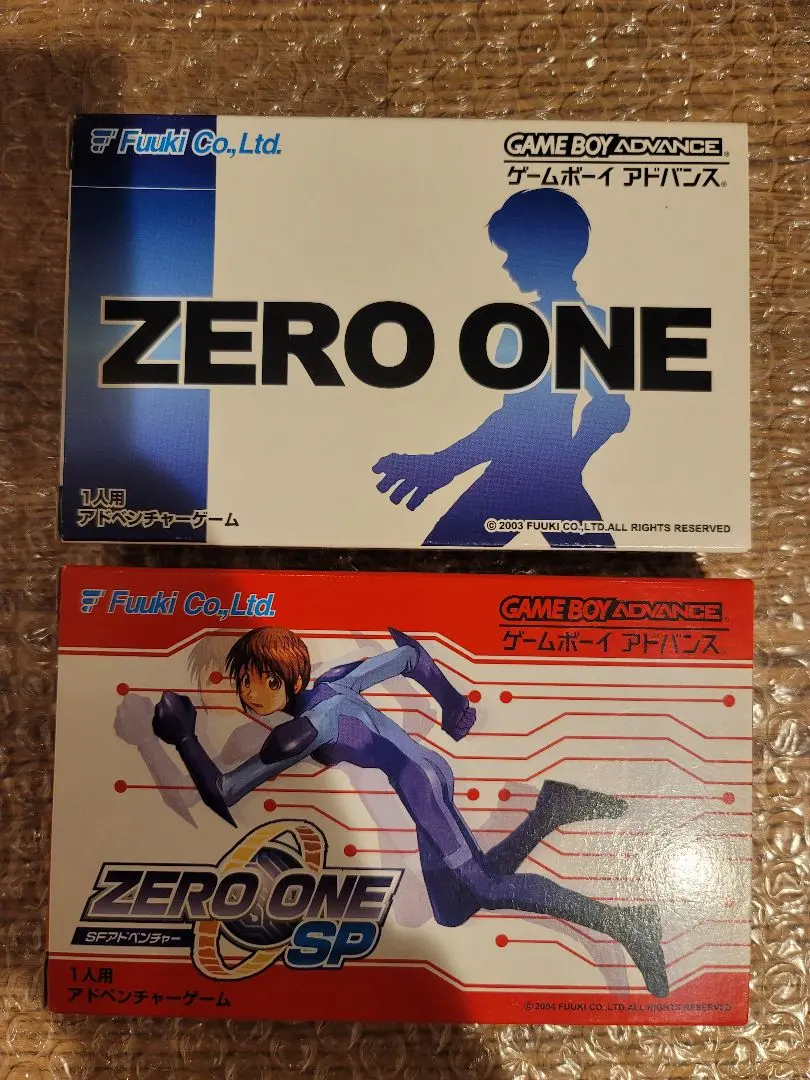 Fuuki Co.,Ltd.
GAME BOY ADVANCE
ゲームボーイ アドバンス®
ZERO ONE
1人用
アドベンチャーゲーム
© 2003 FUUKI CO.,LTD.ALL RIGHTS RESERVED
Fuuki Co.,Ltd.
GAME BOY ADVANCE
ゲームボーイ アドバンス
ZERO ONE
SFアドベンチャー
SP
1人用
アドベンチャーゲーム
© 2004 FUUKI CO.,LTD ALL RIGHTS RESERVED